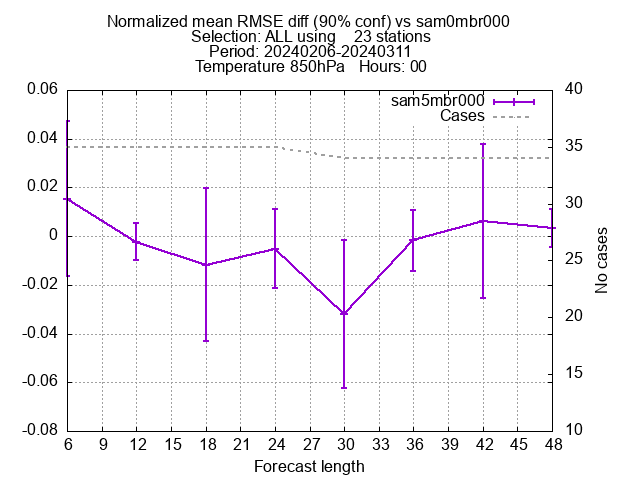 Normalized mean RMSE diff (90% conf) vs sam0mbr000
Selection: ALL using    23 stations
Period: 20240206-20240311
Temperature 850hPa   Hours: 00
sam5mbr000
Cases
0.06
0.04
0.02
0
-0.02
-0.04
-0.06
-0.08
40
35
30
25
20
15
10
No cases
6 9 12 15 18 21 24 27 30 33 36 39 42 45 48
Forecast length